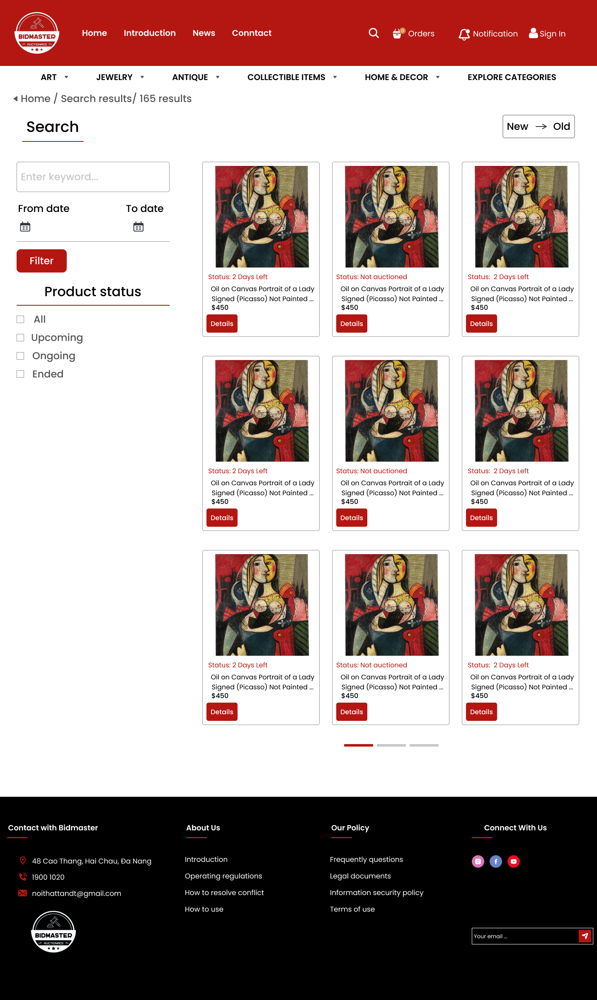 BIDMASTER
AUCTIONACE
Home Introduction News Conntact
0 Orders Notification Sign In
ART JEWELRY ANTIQUE COLLECTIBLE ITEMS HOME & DECOR EXPLORE CATEGORIES
Home / Search results/ 165 results
Search
New Old
Enter keyword...
From date To date
Filter
Product status
All
Upcoming
Ongoing
Ended
Status: 2 Days Left
Oil on Canvas Portrait of a Lady
Signed (Picasso) Not Painted ...
$450
Details
Status: Not auctioned
Oil on Canvas Portrait of a Lady
Signed (Picasso) Not Painted ...
$450
Details
Status: 2 Days Left
Oil on Canvas Portrait of a Lady
Signed (Picasso) Not Painted ...
$450
Details
Status: 2 Days Left
Oil on Canvas Portrait of a Lady
Signed (Picasso) Not Painted ...
$450
Details
Status: Not auctioned
Oil on Canvas Portrait of a Lady
Signed (Picasso) Not Painted ...
$450
Details
Status: 2 Days Left
Oil on Canvas Portrait of a Lady
Signed (Picasso) Not Painted ...
$450
Details
Status: 2 Days Left
Oil on Canvas Portrait of a Lady
Signed (Picasso) Not Painted ...
$450
Details
Status: Not auctioned
Oil on Canvas Portrait of a Lady
Signed (Picasso) Not Painted ...
$450
Details
Status: 2 Days Left
Oil on Canvas Portrait of a Lady
Signed (Picasso) Not Painted ...
$450
Details
Contact with Bidmaster
48 Cao Thang, Hai Chau, Đa Nang
1900 1020
noithattandt@gmail.com
BIDMASTER
AUCTIONACE
About Us
Introduction
Operating regulations
How to resolve conflict
How to use
Our Policy
Frequently questions
Legal documents
Information security policy
Terms of use
Connect With Us
Your email ...